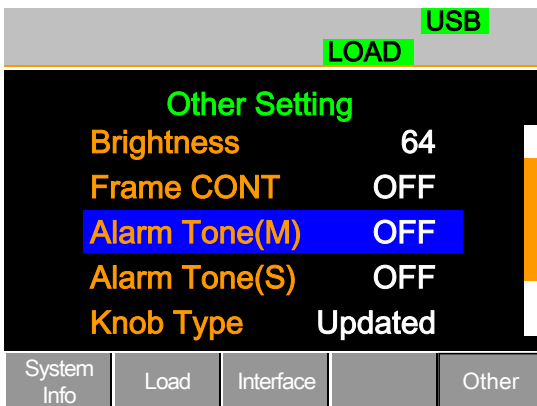 USB
LOAD
Other Setting
Brightness 64
Frame CONT OFF
Alarm Tone(M) OFF
Alarm Tone(S) OFF
Knob Type Updated
System Info Load Interface Other